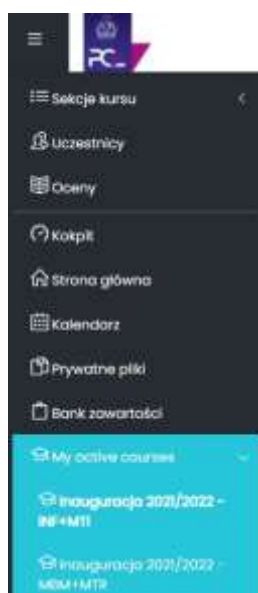 PC_
Sekcje kursu
Uczestnicy
Oceny
Kokpit
Strona główna
Kalendarz
Prywatne pliki
Bank zawartości
My active courses
Inauguracja 2021/2022 -
INF+MTI
Inauguracja 2021/2022 -
MBM+MTR